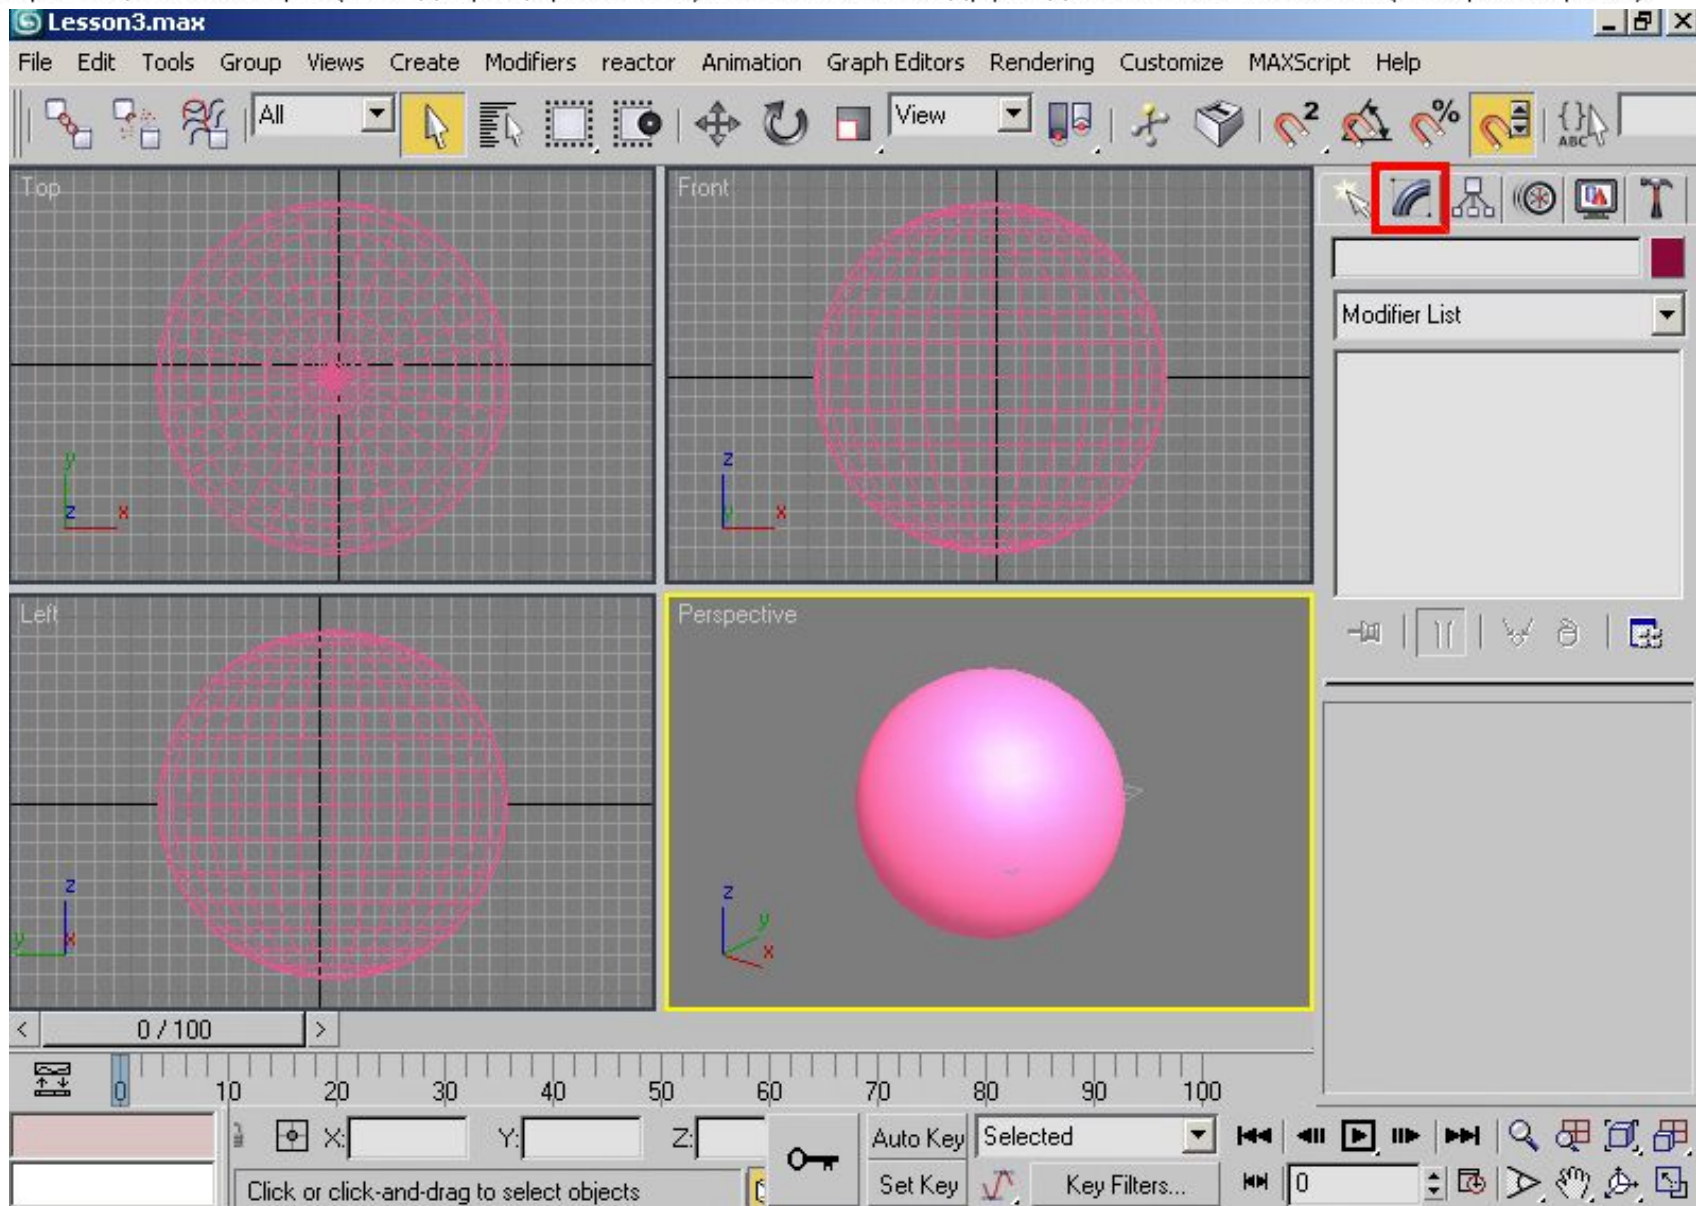 Lesson3.max
File Edit Tools Group Views Create Modifiers reactor Animation Graph Editors Rendering Customize MAXScript Help
All
View
2
%
{}
ABC
Top
Front
Modifier List
y
z x
z
y x
Left
Perspective
z
y x
z
y
x
< 0 / 100 >
0 10 20 30 40 50 60 70 80 90 100
X: Y: Z: Auto Key Selected
Click or click-and-drag to select objects Set Key Key Filters... 0